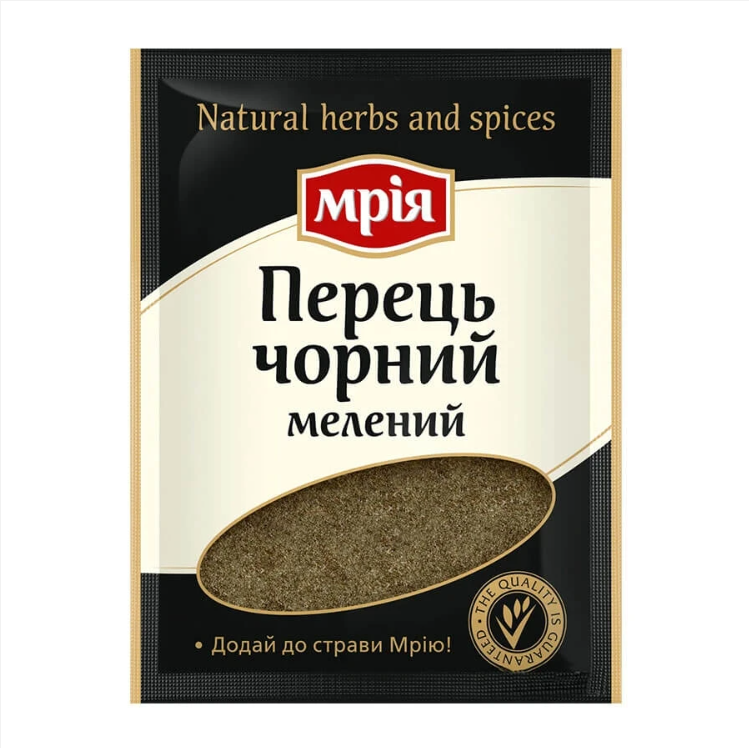 Natural herbs and spices
мрія
Перець
чорний
мелений
• Додай до страви Мрію!
• THE QUALITY IS GUARANTEED